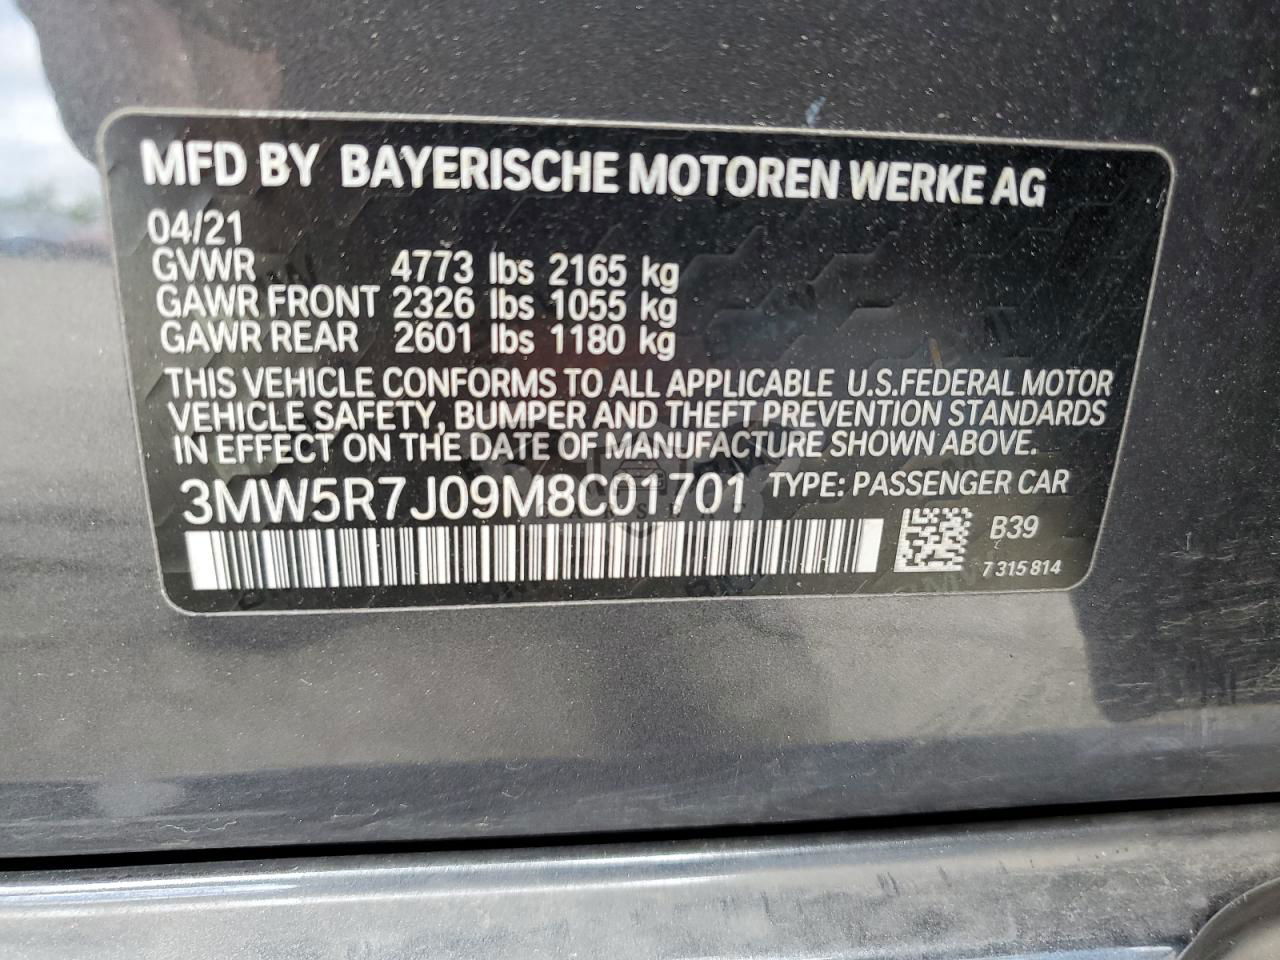 MFD BY BAYERISCHE MOTOREN WERKE AG
04/21
GVWR 4773 lbs 2165 kg
GAWR FRONT 2326 lbs 1055 kg
GAWR REAR 2601 lbs 1180 kg
THIS VEHICLE CONFORMS TO ALL APPLICABLE U.S.FEDERAL MOTOR
VEHICLE SAFETY, BUMPER AND THEFT PREVENTION STANDARDS
IN EFFECT ON THE DATE OF MANUFACTURE SHOWN ABOVE.
3MW5R7J09M8C01701 TYPE: PASSENGER CAR
B39
7 315 814